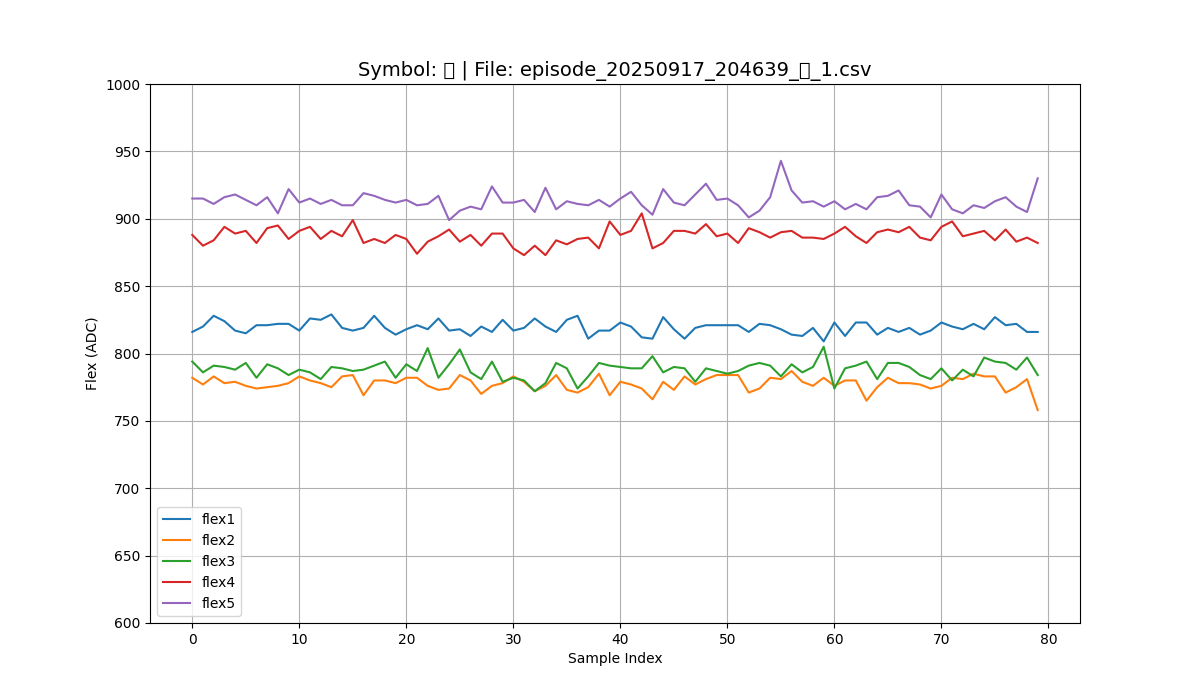 Symbol: | File: episode_20250917_204639_ _1.csv
1000
950
900
850
800
750
700
650
600
Flex (ADC)
flex1
flex2
flex3
flex4
flex5
0 10 20 30 40 50 60 70 80
Sample Index